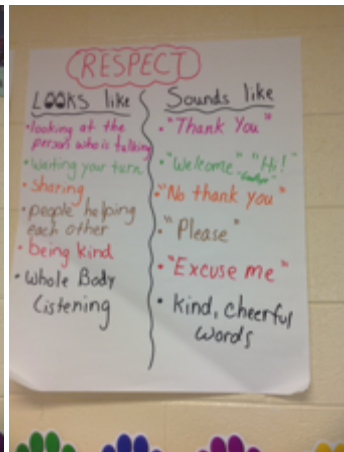 RESPECT
LOOKS like
•looking at the
person who is talking
•Waiting your turn
•Sharing
•people helping
each other
•being kind
•Whole Body
Listening
Sounds like
•"Thank You"
•"Welcome" "Hi!"
•"No thank you"
•"Please"
•"Excuse me"
•kind, cheerful
words